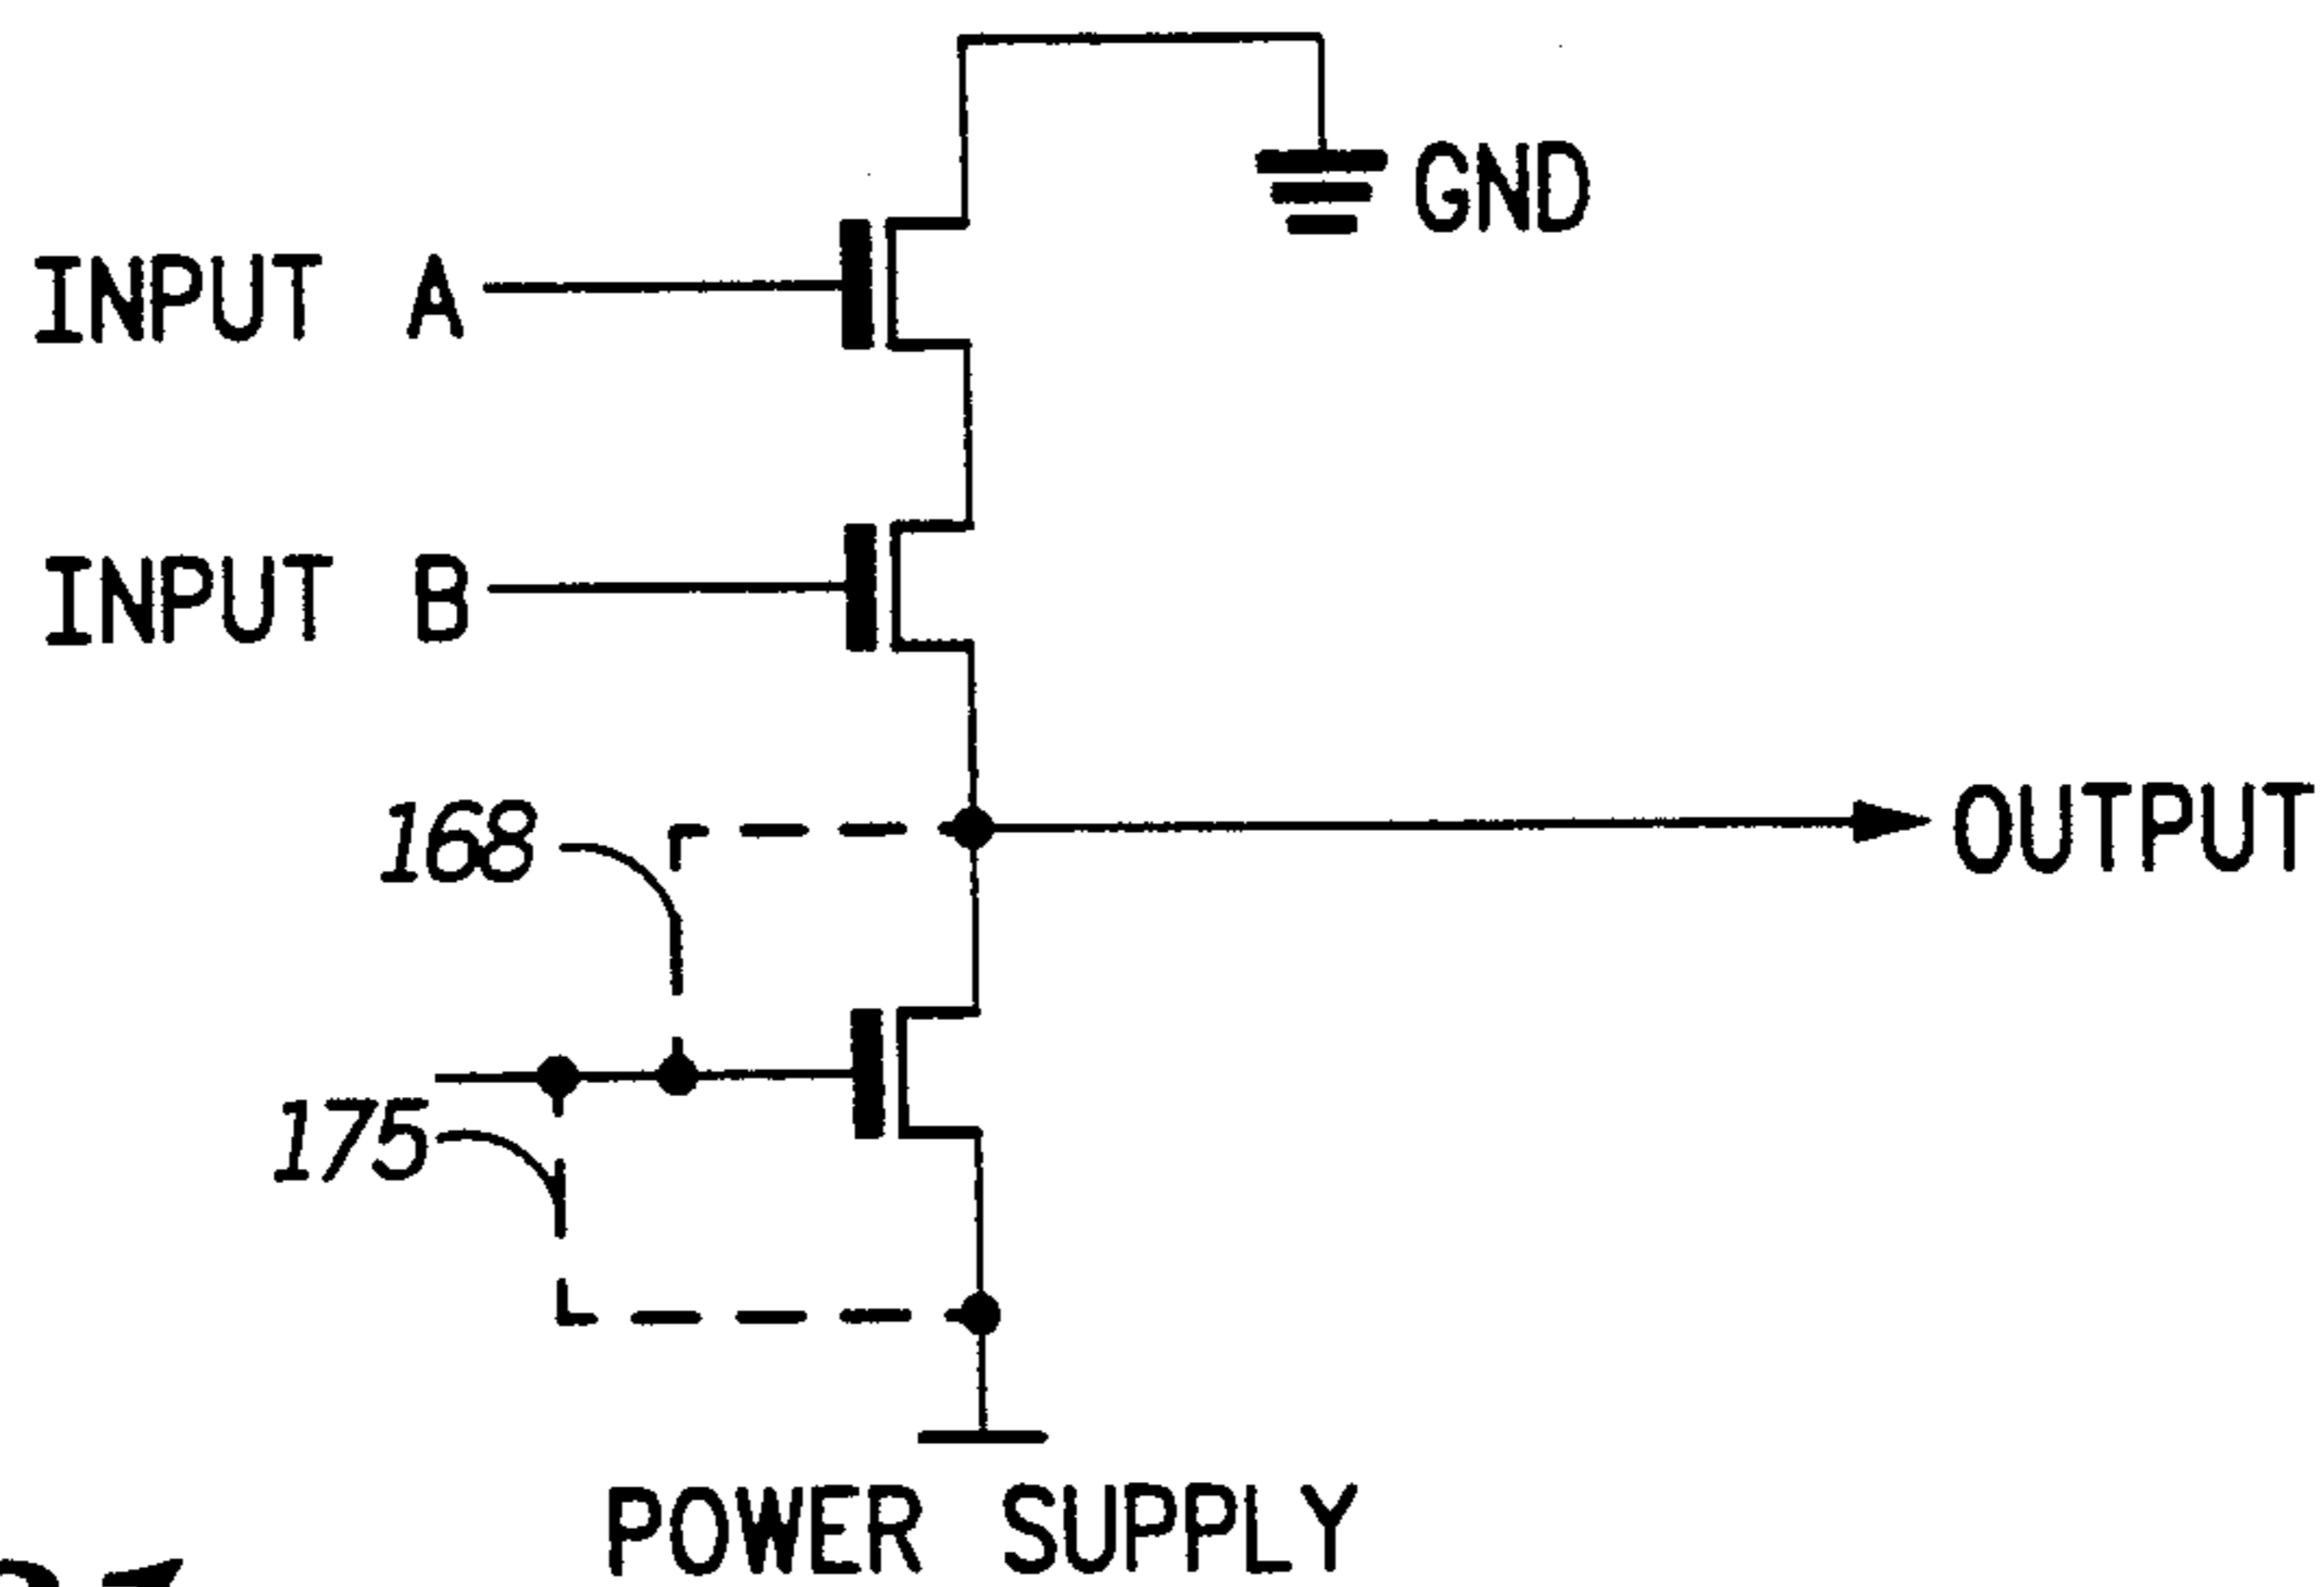 GND
INPUT A
INPUT B
168
OUTPUT
175
POWER SUPPLY